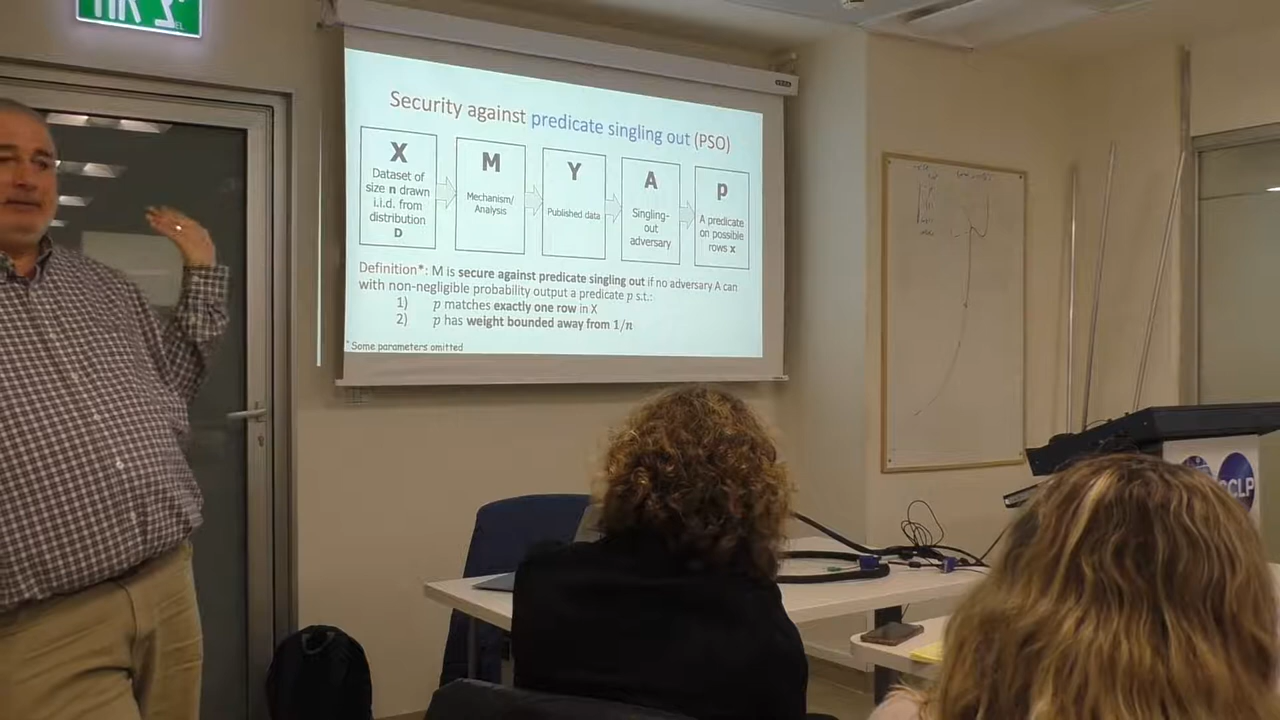 Security against predicate singling out (PSO)
X
Dataset of
size n drawn
i.i.d. from
distribution
D
M
Mechanism/
Analysis
Y
Published data
A
Singling-
out
adversary
p
A predicate
on possible
rows x
Definition*: M is secure against predicate singling out if no adversary A can
with non-negligible probability output a predicate p s.t.:
1) p matches exactly one row in X
2) p has weight bounded away from 1/n
* Some parameters omitted
CLP